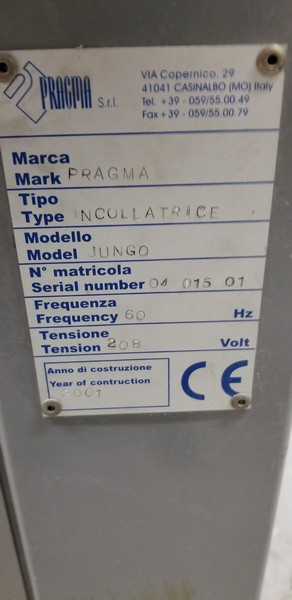 PRAGMA S.r.l.
VIA Copernico, 29
41041 CASINALBO (MO) Italy
Tel. +39 - 059/55.00.49
Fax +39 - 059/55.00.79
Marca
Mark PRAGMA
Tipo
Type INCOLLATRICE
Modello
Model JUNGO
N° matricola
Serial number 04 015 01
Frequenza
Frequency 60 Hz
Tensione
Tension 208 Volt
Anno di costruzione
Year of contruction
2001
CE